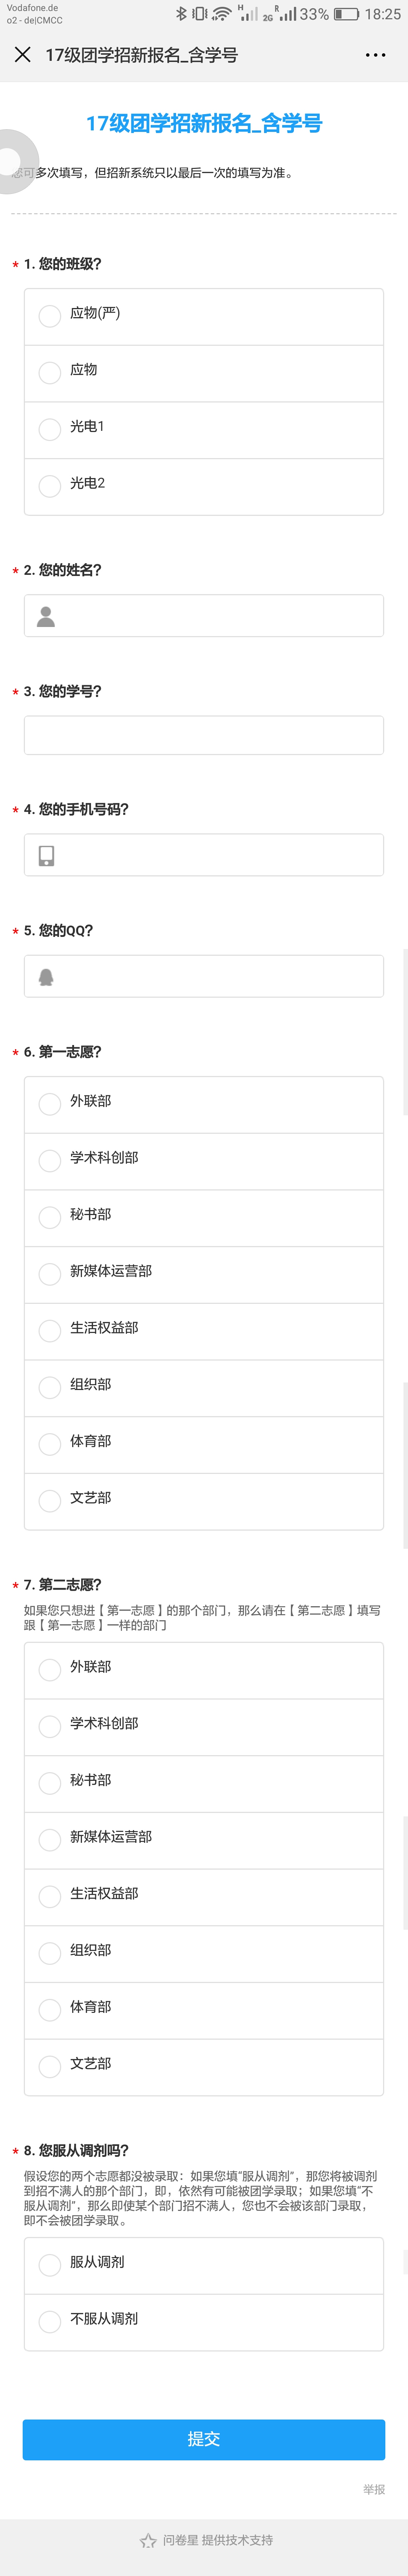 Vodafone.de
o2 - de|CMCC
H
2G
R
33%
18:25
17级团学招新报名_含学号
17级团学招新报名_含学号
您可多次填写，但招新系统只以最后一次的填写为准。
* 1. 您的班级?
应物(严)
应物
光电1
光电2
* 2. 您的姓名?
* 3. 您的学号?
* 4. 您的手机号码?
* 5. 您的QQ?
* 6. 第一志愿?
外联部
学术科创部
秘书部
新媒体运营部
生活权益部
组织部
体育部
文艺部
* 7. 第二志愿?
如果您只想进【第一志愿】的那个部门，那么请在【第二志愿】填写
跟【第一志愿】一样的部门
外联部
学术科创部
秘书部
新媒体运营部
生活权益部
组织部
体育部
文艺部
* 8. 您服从调剂吗?
假设您的两个志愿都没被录取：如果您填“服从调剂”，那您将被调剂
到招不满人的那个部门，即，依然有可能被团学录取；如果您填“不
服从调剂”，那么即使某个部门招不满人，您也不会被该部门录取，
即不会被团学录取。
服从调剂
不服从调剂
提交
举报
问卷星 提供技术支持